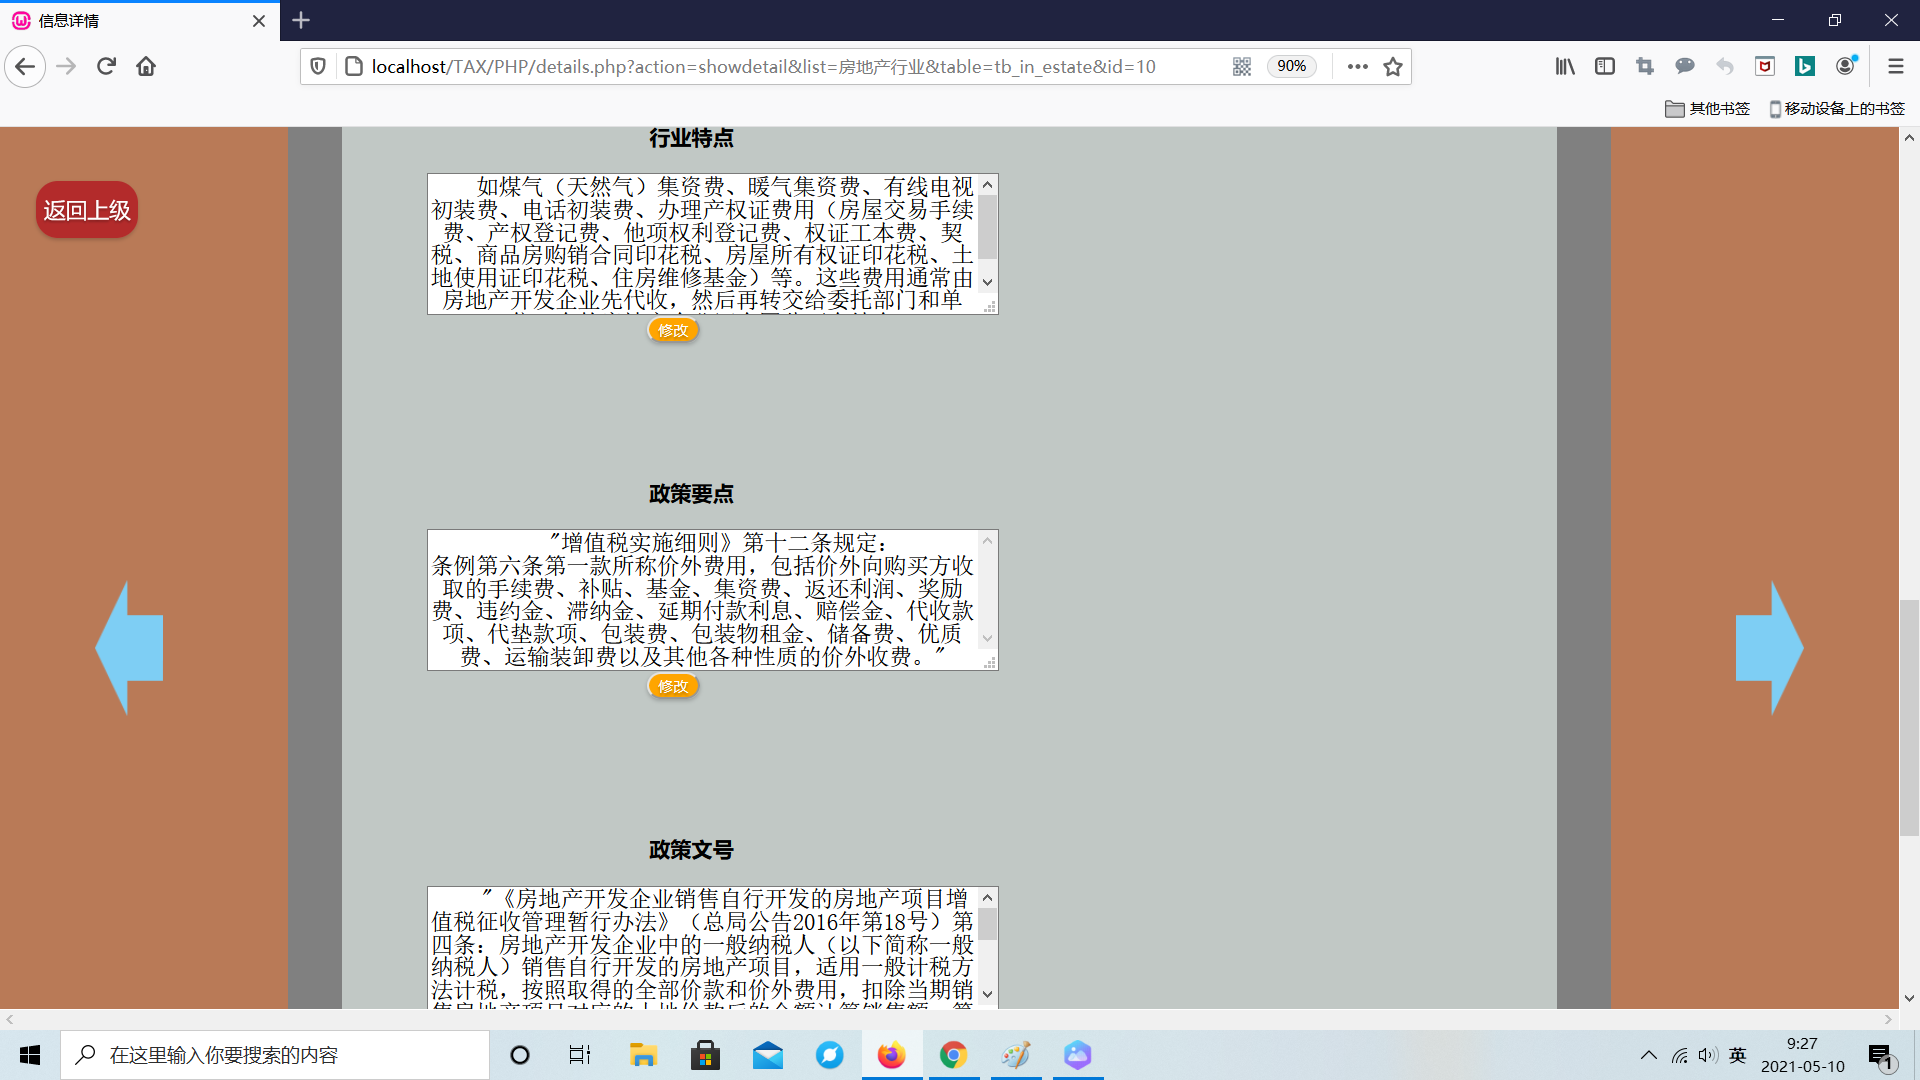 信息详情
localhost/TAX/PHP/details.php?action=showdetail&list=房地产行业&table=tb_in_estate&id=10
90%
其他书签
移动设备上的书签
返回上级
行业特点
如煤气（天然气）集资费、暖气集资费、有线电视
初装费、电话初装费、办理产权证费用（房屋交易手续
费、产权登记费、他项权利登记费、权证工本费、契
税、商品房购销合同印花税、房屋所有权证印花税、土
地使用证印花税、住房维修基金）等。这些费用通常由
房地产开发企业先代收，然后再转交给委托部门和单
修改
政策要点
"增值税实施细则》第十二条规定：
条例第六条第一款所称价外费用，包括价外向购买方收
取的手续费、补贴、基金、集资费、返还利润、奖励
费、违约金、滞纳金、延期付款利息、赔偿金、代收款
项、代垫款项、包装费、包装物租金、储备费、优质
费、运输装卸费以及其他各种性质的价外收费。"
修改
政策文号
"《房地产开发企业销售自行开发的房地产项目增
值税征收管理暂行办法》（总局公告2016年第18号）第
四条：房地产开发企业中的一般纳税人（以下简称一般
纳税人）销售自行开发的房地产项目，适用一般计税方
法计税，按照取得的全部价款和价外费用，扣除当期销
在这里输入你要搜索的内容
英
9:27
2021-05-10
1